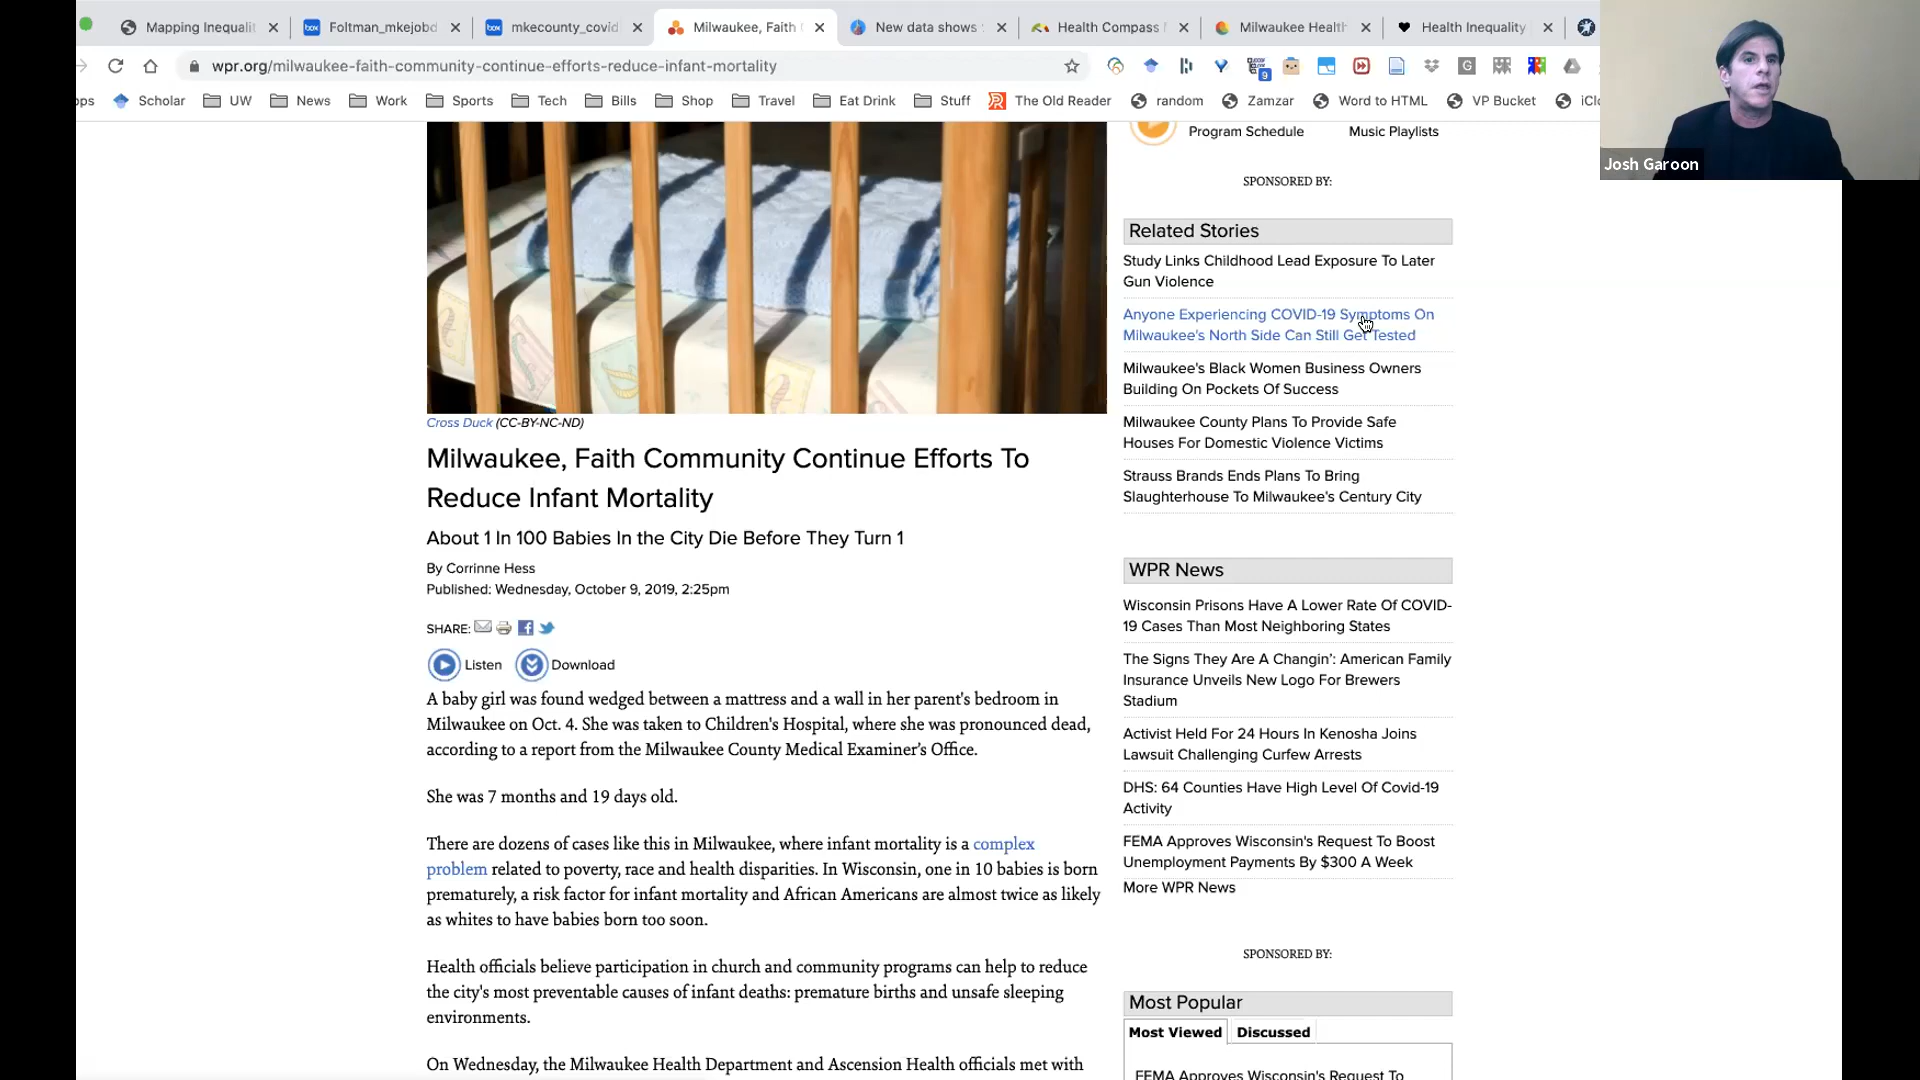 Mapping Inequalit
Foltman_mkejobd
mkecounty_covid
Milwaukee, Faith
New data shows
Health Compass
Milwaukee Health
Health Inequality
wpr.org/milwaukee-faith-community-continue-efforts-reduce-infant-mortality
9
ops
Scholar
UW
News
Work
Sports
Tech
Bills
Shop
Travel
Eat Drink
Stuff
The Old Reader
random
Zamzar
Word to HTML
VP Bucket
iClo
Josh Garoon
Program Schedule
Music Playlists
SPONSORED BY:
Cross Duck (CC-BY-NC-ND)
Milwaukee, Faith Community Continue Efforts To
Reduce Infant Mortality
About 1 In 100 Babies In the City Die Before They Turn 1
By Corrinne Hess
Published: Wednesday, October 9, 2019, 2:25pm
SHARE:
Listen
Download
A baby girl was found wedged between a mattress and a wall in her parent's bedroom in
Milwaukee on Oct. 4. She was taken to Children's Hospital, where she was pronounced dead,
according to a report from the Milwaukee County Medical Examiner's Office.
She was 7 months and 19 days old.
There are dozens of cases like this in Milwaukee, where infant mortality is a complex
problem related to poverty, race and health disparities. In Wisconsin, one in 10 babies is born
prematurely, a risk factor for infant mortality and African Americans are almost twice as likely
as whites to have babies born too soon.
Health officials believe participation in church and community programs can help to reduce
the city's most preventable causes of infant deaths: premature births and unsafe sleeping
environments.
On Wednesday, the Milwaukee Health Department and Ascension Health officials met with
Related Stories
Study Links Childhood Lead Exposure To Later
Gun Violence
Anyone Experiencing COVID-19 Symptoms On
Milwaukee's North Side Can Still Get Tested
Milwaukee's Black Women Business Owners
Building On Pockets Of Success
Milwaukee County Plans To Provide Safe
Houses For Domestic Violence Victims
Strauss Brands Ends Plans To Bring
Slaughterhouse To Milwaukee's Century City
WPR News
Wisconsin Prisons Have A Lower Rate Of COVID-
19 Cases Than Most Neighboring States
The Signs They Are A Changin': American Family
Insurance Unveils New Logo For Brewers
Stadium
Activist Held For 24 Hours In Kenosha Joins
Lawsuit Challenging Curfew Arrests
DHS: 64 Counties Have High Level Of Covid-19
Activity
FEMA Approves Wisconsin's Request To Boost
Unemployment Payments By $300 A Week
More WPR News
SPONSORED BY:
Most Popular
Most Viewed
Discussed
FEMA Approves Wisconsin's Request To